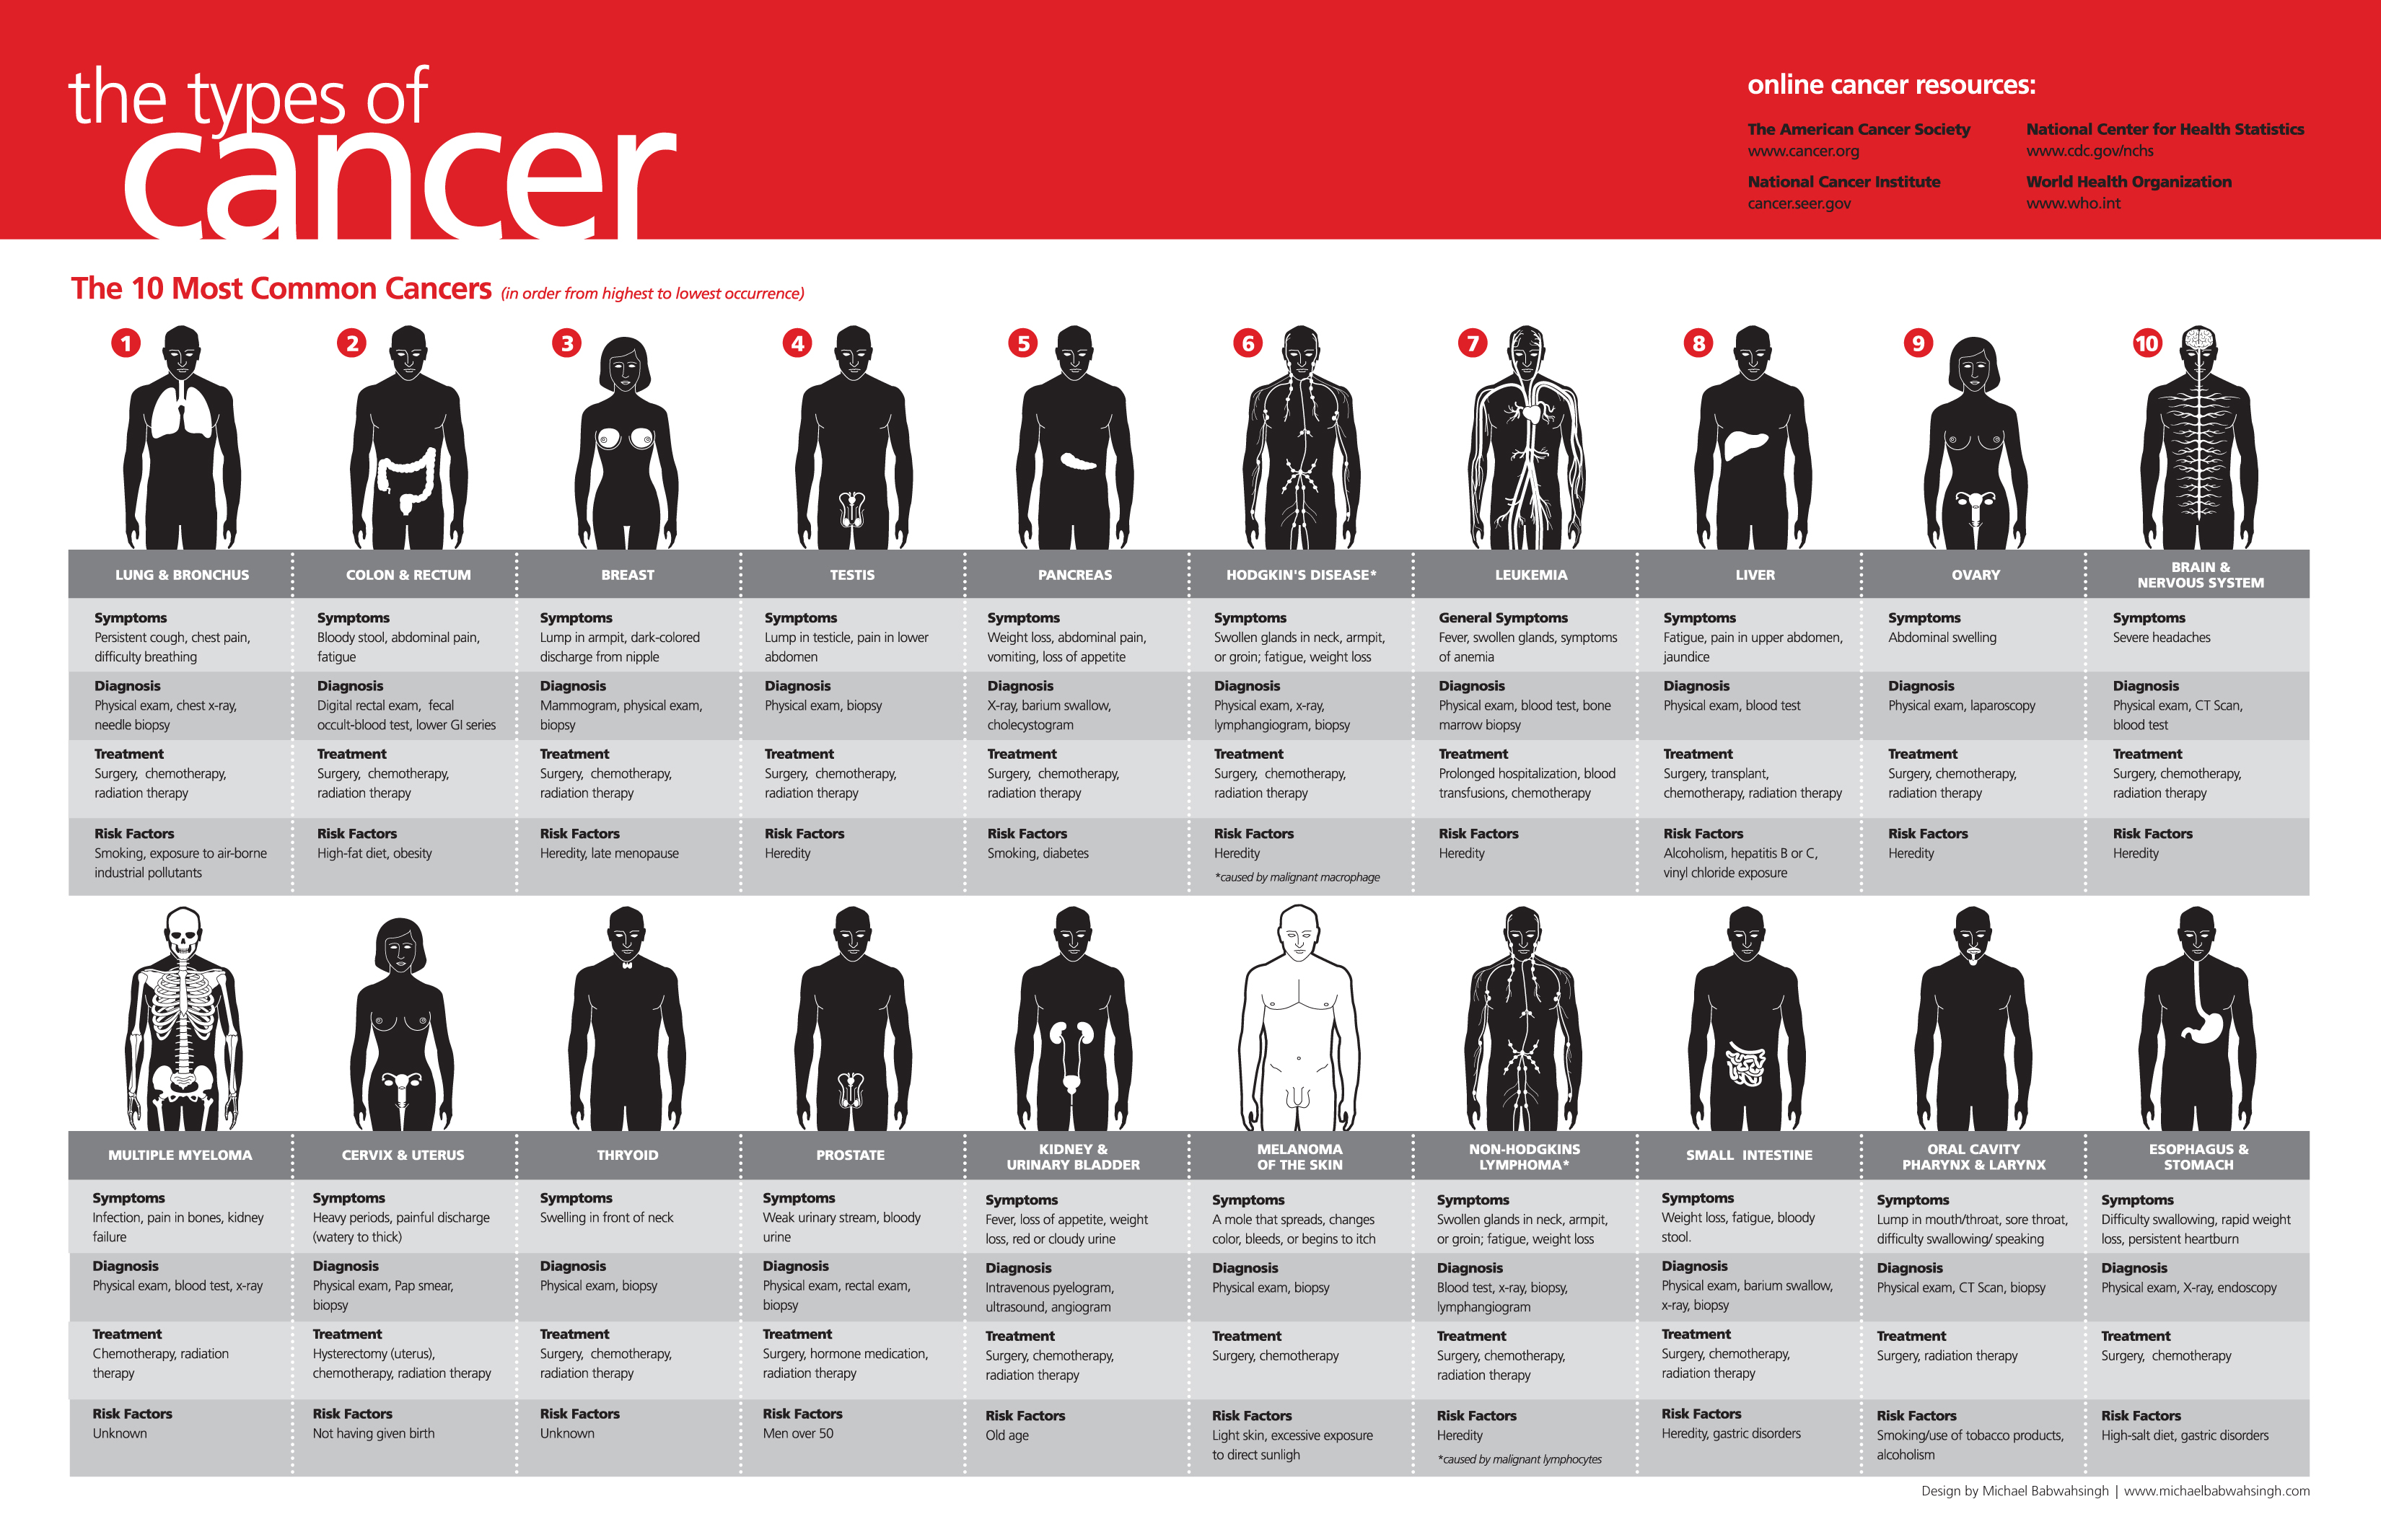 the types of
cancer
online cancer resources:
The American Cancer Society
www.cancer.org
National Cancer Institute
cancer.seer.gov
National Center for Health Statistics
www.cdc.gov/nchs
World Health Organization
www.who.int
The 10 Most Common Cancers (in order from highest to lowest occurrence)
1
LUNG & BRONCHUS
Symptoms
Persistent cough, chest pain,
difficulty breathing
Diagnosis
Physical exam, chest x-ray,
needle biopsy
Treatment
Surgery, chemotherapy,
radiation therapy
Risk Factors
Smoking, exposure to air-borne
industrial pollutants
2
COLON & RECTUM
Symptoms
Bloody stool, abdominal pain,
fatigue
Diagnosis
Digital rectal exam, fecal
occult-blood test, lower GI series
Treatment
Surgery, chemotherapy,
radiation therapy
Risk Factors
High-fat diet, obesity
3
BREAST
Symptoms
Lump in armpit, dark-colored
discharge from nipple
Diagnosis
Mammogram, physical exam,
biopsy
Treatment
Surgery, chemotherapy,
radiation therapy
Risk Factors
Heredity, late menopause
4
TESTIS
Symptoms
Lump in testicle, pain in lower
abdomen
Diagnosis
Physical exam, biopsy
Treatment
Surgery, chemotherapy,
radiation therapy
Risk Factors
Heredity
5
PANCREAS
Symptoms
Weight loss, abdominal pain,
vomiting, loss of appetite
Diagnosis
X-ray, barium swallow,
cholecystogram
Treatment
Surgery, chemotherapy,
radiation therapy
Risk Factors
Smoking, diabetes
6
HODGKIN'S DISEASE*
Symptoms
Swollen glands in neck, armpit,
or groin; fatigue, weight loss
Diagnosis
Physical exam, x-ray,
lymphangiogram, biopsy
Treatment
Surgery, chemotherapy,
radiation therapy
Risk Factors
Heredity
*caused by malignant macrophage
7
LEUKEMIA
General Symptoms
Fever, swollen glands, symptoms
of anemia
Diagnosis
Physical exam, blood test, bone
marrow biopsy
Treatment
Prolonged hospitalization, blood
transfusions, chemotherapy
Risk Factors
Heredity
8
LIVER
Symptoms
Fatigue, pain in upper abdomen,
jaundice
Diagnosis
Physical exam, blood test
Treatment
Surgery, transplant,
chemotherapy, radiation therapy
Risk Factors
Alcoholism, hepatitis B or C,
vinyl chloride exposure
9
OVARY
Symptoms
Abdominal swelling
Diagnosis
Physical exam, laparoscopy
Treatment
Surgery, chemotherapy,
radiation therapy
Risk Factors
Heredity
10
BRAIN &
NERVOUS SYSTEM
Symptoms
Severe headaches
Diagnosis
Physical exam, CT Scan,
blood test
Treatment
Surgery, chemotherapy,
radiation therapy
Risk Factors
Heredity
MULTIPLE MYELOMA
Symptoms
Infection, pain in bones, kidney
failure
Diagnosis
Physical exam, blood test, x-ray
Treatment
Chemotherapy, radiation
therapy
Risk Factors
Unknown
CERVIX & UTERUS
Symptoms
Heavy periods, painful discharge
(watery to thick)
Diagnosis
Physical exam, Pap smear,
biopsy
Treatment
Hysterectomy (uterus),
chemotherapy, radiation therapy
Risk Factors
Not having given birth
THRYOID
Symptoms
Swelling in front of neck
Diagnosis
Physical exam, biopsy
Treatment
Surgery, chemotherapy,
radiation therapy
Risk Factors
Unknown
PROSTATE
Symptoms
Weak urinary stream, bloody
urine
Diagnosis
Physical exam, rectal exam,
biopsy
Treatment
Surgery, hormone medication,
radiation therapy
Risk Factors
Men over 50
KIDNEY &
URINARY BLADDER
Symptoms
Fever, loss of appetite, weight
loss, red or cloudy urine
Diagnosis
Intravenous pyelogram,
ultrasound, angiogram
Treatment
Surgery, chemotherapy,
radiation therapy
Risk Factors
Old age
MELANOMA
OF THE SKIN
Symptoms
A mole that spreads, changes
color, bleeds, or begins to itch
Diagnosis
Physical exam, biopsy
Treatment
Surgery, chemotherapy
Risk Factors
Light skin, excessive exposure
to direct sunligh
NON-HODGKINS
LYMPHOMA*
Symptoms
Swollen glands in neck, armpit,
or groin; fatigue, weight loss
Diagnosis
Blood test, x-ray, biopsy,
lymphangiogram
Treatment
Surgery, chemotherapy,
radiation therapy
Risk Factors
Heredity
*caused by malignant lymphocytes
SMALL INTESTINE
Symptoms
Weight loss, fatigue, bloody
stool.
Diagnosis
Physical exam, barium swallow,
x-ray, biopsy
Treatment
Surgery, chemotherapy,
radiation therapy
Risk Factors
Heredity, gastric disorders
ORAL CAVITY
PHARYNX & LARYNX
Symptoms
Lump in mouth/throat, sore throat,
difficulty swallowing/ speaking
Diagnosis
Physical exam, CT Scan, biopsy
Treatment
Surgery, radiation therapy
Risk Factors
Smoking/use of tobacco products,
alcoholism
ESOPHAGUS &
STOMACH
Symptoms
Difficulty swallowing, rapid weight
loss, persistent heartburn
Diagnosis
Physical exam, X-ray, endoscopy
Treatment
Surgery, chemotherapy
Risk Factors
High-salt diet, gastric disorders
Design by Michael Babwahsingh | www.michaelbabwahsingh.com